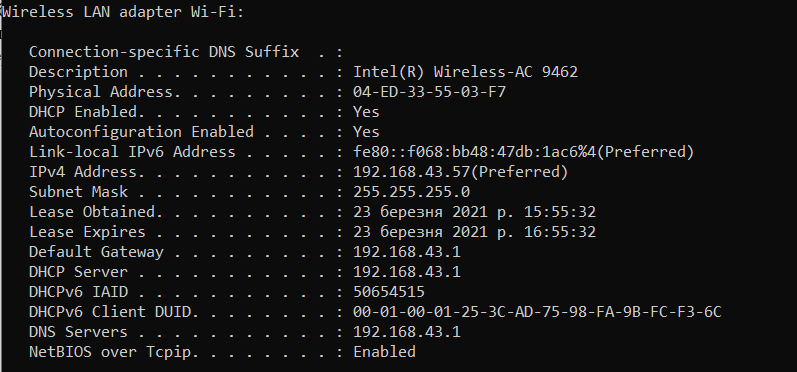 Wireless LAN adapter Wi-Fi:
Connection-specific DNS Suffix  . :
Description . . . . . . . . . . . : Intel(R) Wireless-AC 9462
Physical Address. . . . . . . . . : 04-ED-33-55-03-F7
DHCP Enabled. . . . . . . . . . . : Yes
Autoconfiguration Enabled . . . . : Yes
Link-local IPv6 Address . . . . . : fe80::f068:bb48:47db:1ac6%4(Preferred)
IPv4 Address. . . . . . . . . . . : 192.168.43.57(Preferred)
Subnet Mask . . . . . . . . . . . : 255.255.255.0
Lease Obtained. . . . . . . . . . : 23 березня 2021 р. 15:55:32
Lease Expires . . . . . . . . . . : 23 березня 2021 р. 16:55:32
Default Gateway . . . . . . . . . : 192.168.43.1
DHCP Server . . . . . . . . . . . : 192.168.43.1
DHCPv6 IAID . . . . . . . . . . . : 50654515
DHCPv6 Client DUID. . . . . . . . : 00-01-00-01-25-3C-AD-75-98-FA-9B-FC-F3-6C
DNS Servers . . . . . . . . . . . : 192.168.43.1
NetBIOS over Tcpip. . . . . . . . : Enabled